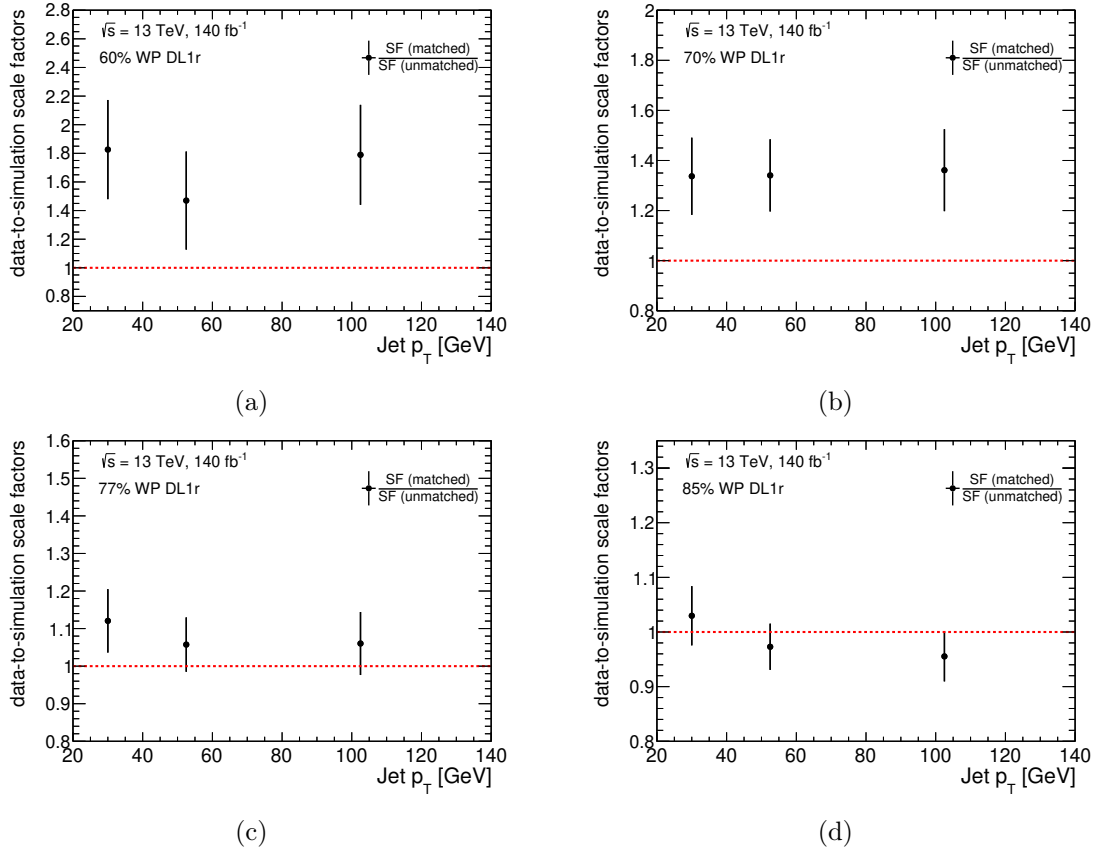 data-to-simulation scale factors
2.8
2.6
2.4
2.2
2
1.8
1.6
1.4
1.2
1
0.8
√s = 13 TeV, 140 fb⁻¹
60% WP DL1r
SF (matched)
SF (unmatched)
20 40 60 80 100 120 140
Jet p_T [GeV]
(a)
data-to-simulation scale factors
2
1.8
1.6
1.4
1.2
1
0.8
√s = 13 TeV, 140 fb⁻¹
70% WP DL1r
SF (matched)
SF (unmatched)
20 40 60 80 100 120 140
Jet p_T [GeV]
(b)
data-to-simulation scale factors
1.6
1.5
1.4
1.3
1.2
1.1
1
0.9
0.8
√s = 13 TeV, 140 fb⁻¹
77% WP DL1r
SF (matched)
SF (unmatched)
20 40 60 80 100 120 140
Jet p_T [GeV]
(c)
data-to-simulation scale factors
1.3
1.2
1.1
1
0.9
0.8
√s = 13 TeV, 140 fb⁻¹
85% WP DL1r
SF (matched)
SF (unmatched)
20 40 60 80 100 120 140
Jet p_T [GeV]
(d)